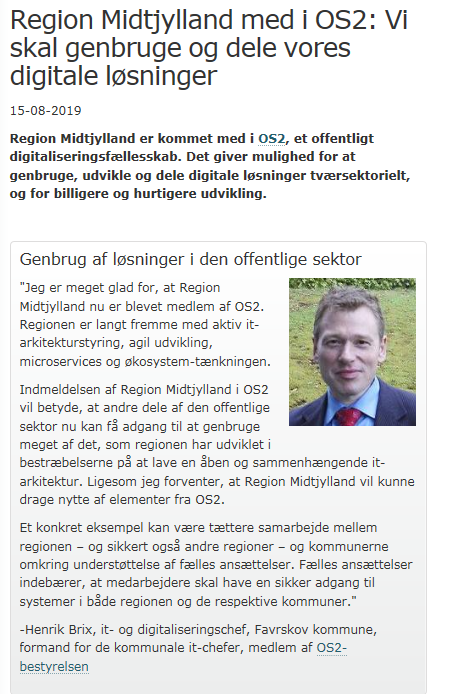 Region Midtjylland med i OS2: Vi
skal genbruge og dele vores
digitale løsninger
15-08-2019
Region Midtjylland er kommet med i OS2, et offentligt
digitaliseringsfællesskab. Det giver mulighed for at
genbruge, udvikle og dele digitale løsninger tværsektorielt,
og for billigere og hurtigere udvikling.
Genbrug af løsninger i den offentlige sektor
"Jeg er meget glad for, at Region
Midtjylland nu er blevet medlem af OS2.
Regionen er langt fremme med aktiv it-
arkitekturstyring, agil udvikling,
microservices og økosystem-tænkningen.
Indmeldelsen af Region Midtjylland i OS2
vil betyde, at andre dele af den offentlige
sektor nu kan få adgang til at genbruge
meget af det, som regionen har udviklet i
bestræbelserne på at lave en åben og sammenhængende it-
arkitektur. Ligesom jeg forventer, at Region Midtjylland vil kunne
drage nytte af elementer fra OS2.
Et konkret eksempel kan være tættere samarbejde mellem
regionen – og sikkert også andre regioner – og kommunerne
omkring understøttelse af fælles ansættelser. Fælles ansættelser
indebærer, at medarbejdere skal have en sikker adgang til
systemer i både regionen og de respektive kommuner."
-Henrik Brix, it- og digitaliseringschef, Favrskov kommune,
formand for de kommunale it-chefer, medlem af OS2-
bestyrelsen